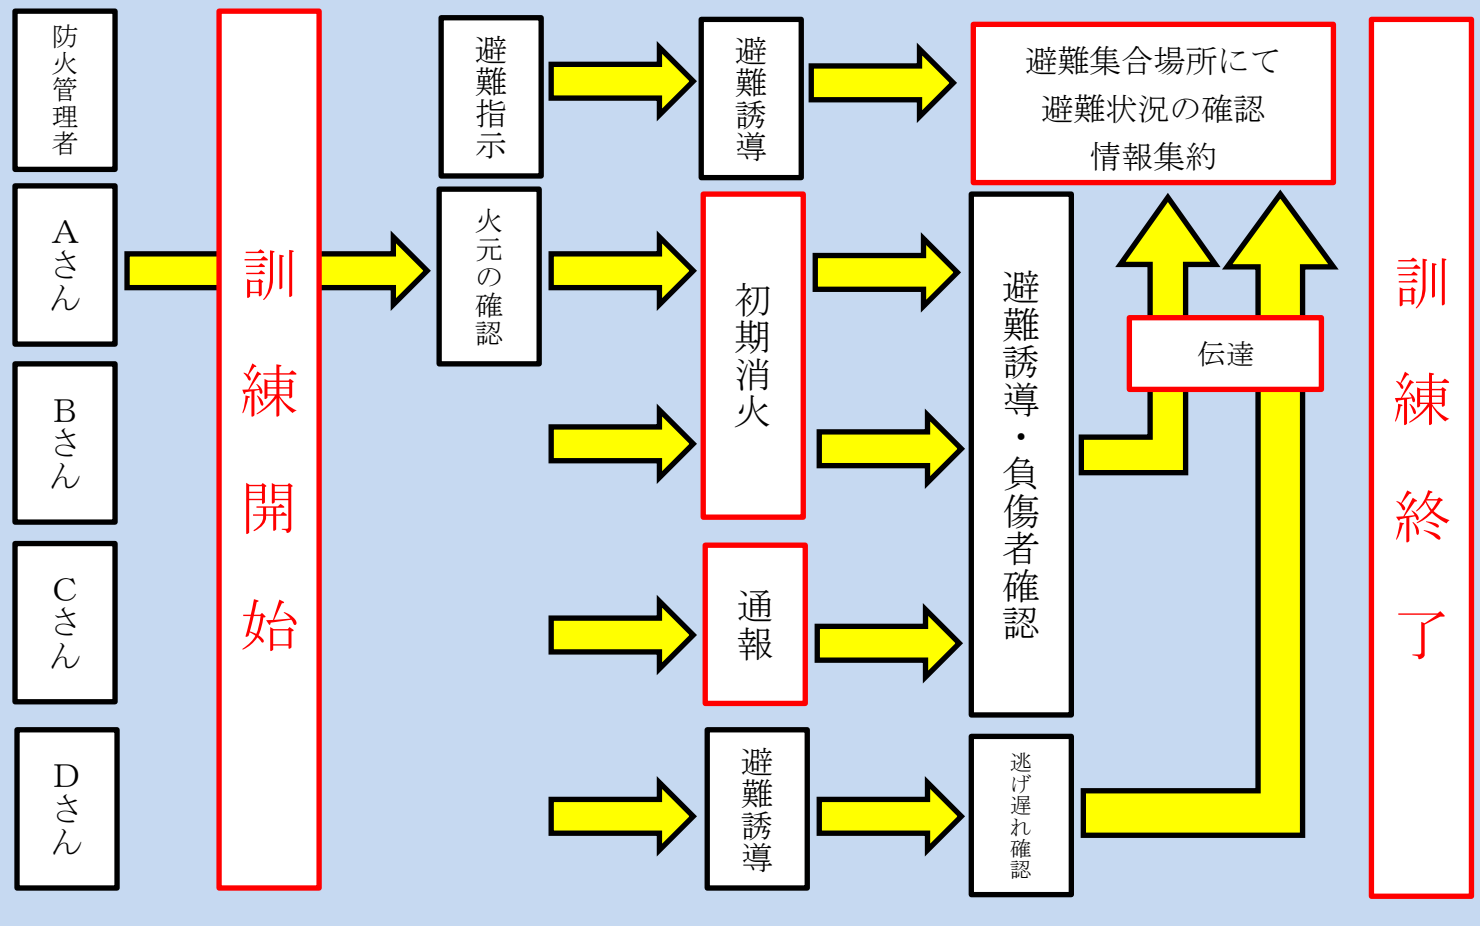 防火管理者
Aさん
Bさん
Cさん
Dさん
訓練開始
避難指示
火元の確認
避難誘導
初期消火
通報
避難誘導
避難集合場所にて
避難状況の確認
情報集約
避難誘導・負傷者確認
逃げ遅れ確認
伝達
訓練終了